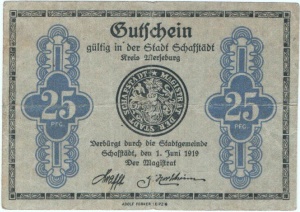 Gutschein
gültig in der Stadt Schafstädt
Kreis Merseburg
25
PFG.
25
PFG.
Verbürgt durch die Stadtgemeinde
Schafstädt, den 1. Juni 1919
Der Magistrat